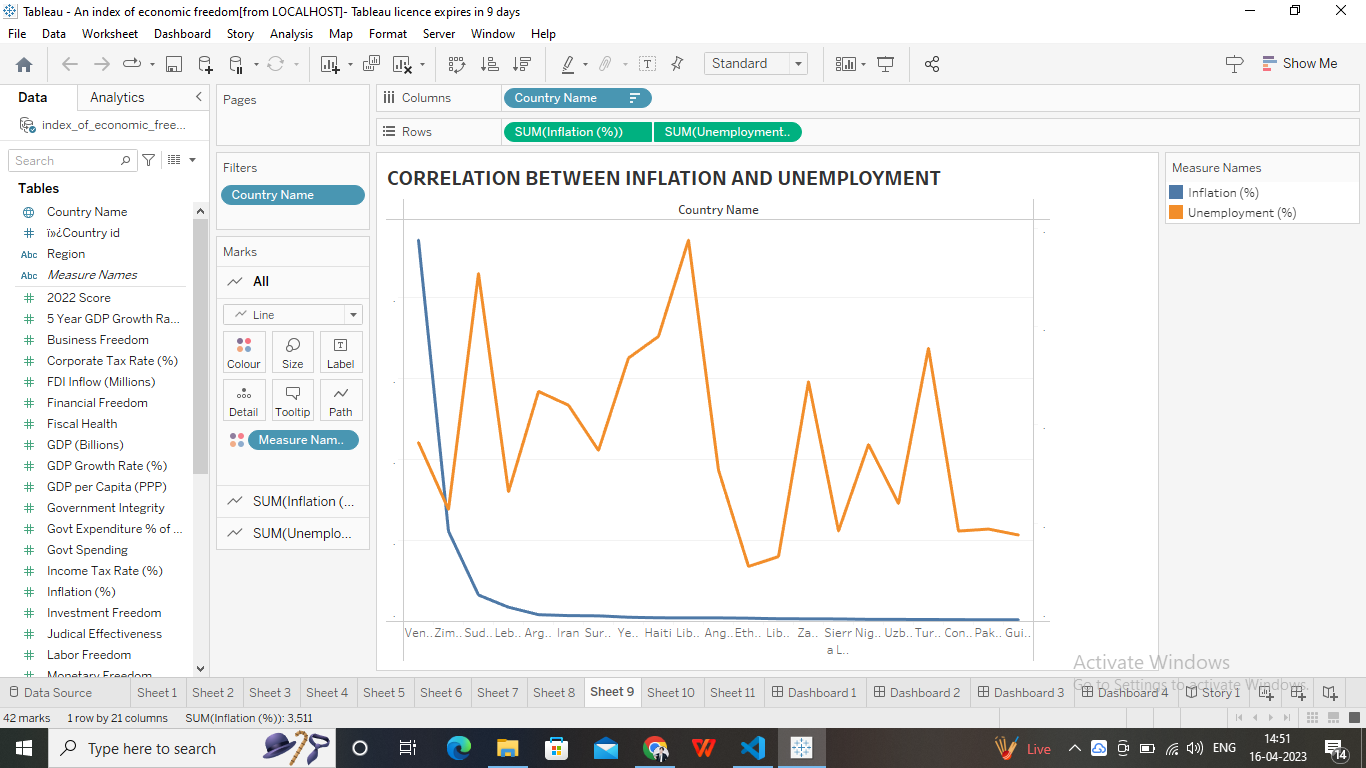 Tableau - An index of economic freedom[from LOCALHOST]- Tableau licence expires in 9 days
File Data Worksheet Dashboard Story Analysis Map Format Server Window Help
Standard
Show Me
Data Analytics
index_of_economic_free...
Search
Tables
Country Name
ï»¿Country id
Region
Measure Names
2022 Score
5 Year GDP Growth Ra...
Business Freedom
Corporate Tax Rate (%)
FDI Inflow (Millions)
Financial Freedom
Fiscal Health
GDP (Billions)
GDP Growth Rate (%)
GDP per Capita (PPP)
Government Integrity
Govt Expenditure % of ...
Govt Spending
Income Tax Rate (%)
Inflation (%)
Investment Freedom
Judical Effectiveness
Labor Freedom
Monetary Freedom
Abc
Abc
Pages
Filters
Country Name
Marks
All
Line
Colour Size Label
Detail Tooltip Path
Measure Nam..
SUM(Inflation (...
SUM(Unemplo...
Columns Country Name
Rows SUM(Inflation (%)) SUM(Unemployment..
CORRELATION BETWEEN INFLATION AND UNEMPLOYMENT
Country Name
Ven.. Zim.. Sud.. Leb.. Arg.. Iran Sur.. Ye.. Haiti Lib.. Ang.. Eth.. Lib.. Za.. Sierr Nig.. Uzb.. Tur.. Con.. Pak.. Gui..
a L..
Measure Names
Inflation (%)
Unemployment (%)
Activate Windows
Go to Settings to activate Windows.
Data Source Sheet 1 Sheet 2 Sheet 3 Sheet 4 Sheet 5 Sheet 6 Sheet 7 Sheet 8 Sheet 9 Sheet 10 Sheet 11 Dashboard 1 Dashboard 2 Dashboard 3 Dashboard 4 Story 1
42 marks 1 row by 21 columns SUM(Inflation (%)): 3,511
Type here to search
Live
ENG
14:51
16-04-2023
14